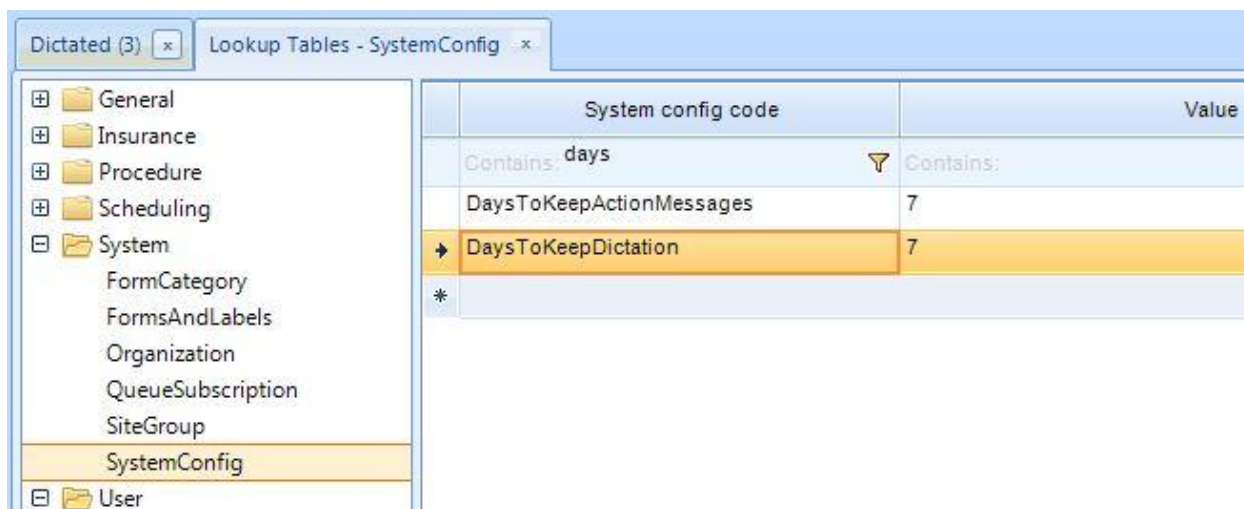 Dictated (3) x Lookup Tables - SystemConfig x
General
Insurance
Procedure
Scheduling
System
FormCategory
FormsAndLabels
Organization
QueueSubscription
SiteGroup
SystemConfig
User
System config code Value
Contains: days Contains:
DaysToKeepActionMessages 7
DaysToKeepDictation 7